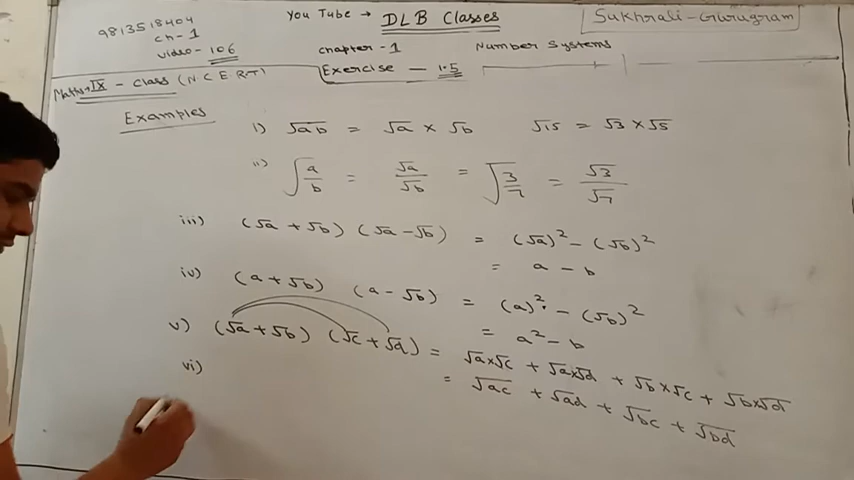 9813518404
ch-1
video- 106
You Tube → DLB Classes
Sukhrali-Gurugram
chapter -1 Number Systems
Exercise - 1.5
Maths IX - class (NCERT)
Examples
i) √ab = √a × √b √15 = √3 × √5
ii) √(a/b) = √a/√b = √(3/7) = √3/√7
iii) (√a + √b) (√a - √b) = (√a)² - (√b)²
= a - b
iv) (a + √b) (a - √b) = (a)² - (√b)²
= a² - b
v) (√a + √b) (√c + √d) = √a×√c + √a×√d + √b×√c + √b×√d
= √ac + √ad + √bc + √bd
vi)